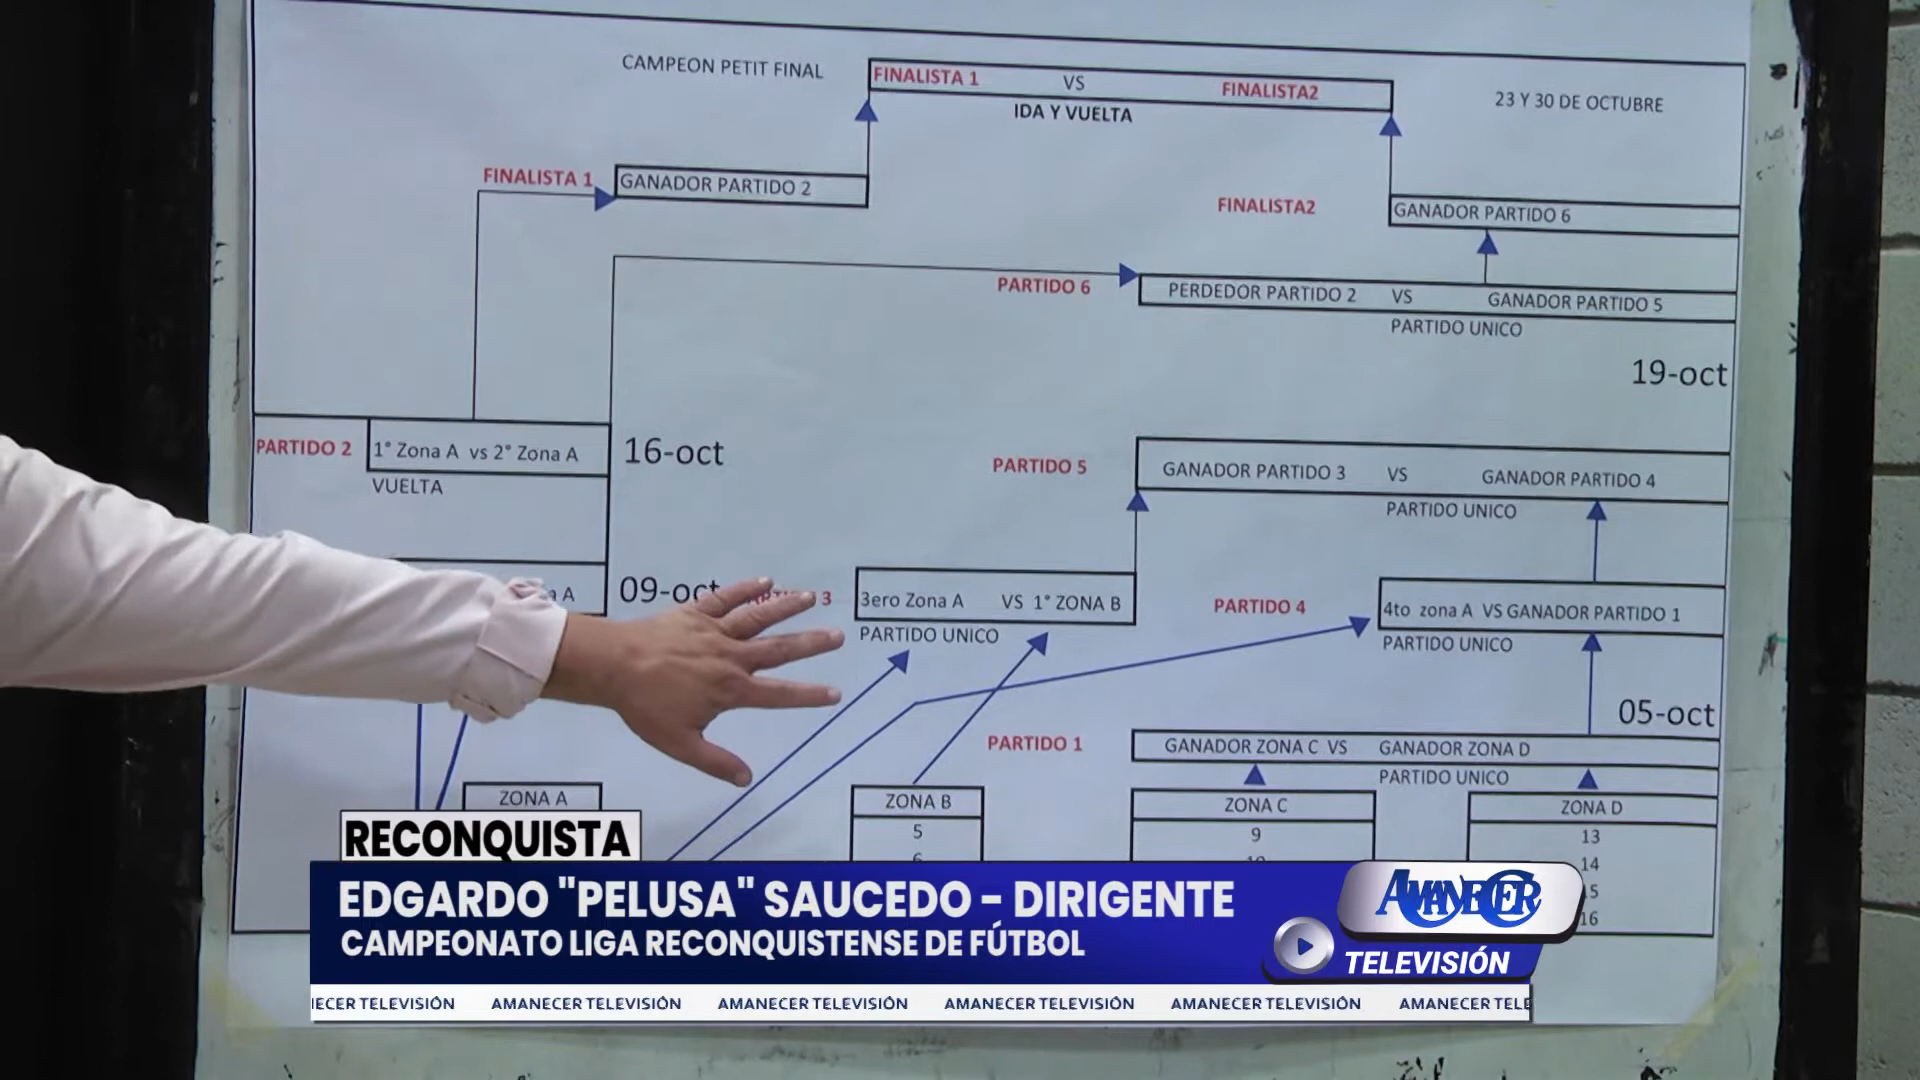 CAMPEON PETIT FINAL
FINALISTA 1 VS FINALISTA2
IDA Y VUELTA
23 Y 30 DE OCTUBRE
FINALISTA 1
GANADOR PARTIDO 2
FINALISTA2
GANADOR PARTIDO 6
PARTIDO 6
PERDEDOR PARTIDO 2 VS GANADOR PARTIDO 5
PARTIDO UNICO
19-oct
PARTIDO 2
1° Zona A vs 2° Zona A
16-oct
VUELTA
PARTIDO 5
GANADOR PARTIDO 3 VS GANADOR PARTIDO 4
PARTIDO UNICO
A
09-oct
3
3ero Zona A VS 1° ZONA B
PARTIDO UNICO
PARTIDO 4
4to zona A VS GANADOR PARTIDO 1
PARTIDO UNICO
05-oct
PARTIDO 1
GANADOR ZONA C VS GANADOR ZONA D
PARTIDO UNICO
ZONA A
ZONA B
5
6
ZONA C
9
ZONA D
13
14
16
RECONQUISTA
EDGARDO "PELUSA" SAUCEDO - DIRIGENTE
CAMPEONATO LIGA RECONQUISTENSE DE FÚTBOL
AMANECER
TELEVISIÓN
TELEVISIÓN AMANECER TELEVISIÓN AMANECER TELEVISIÓN AMANECER TELEVISIÓN AMANECER TELEVISIÓN AMANECER